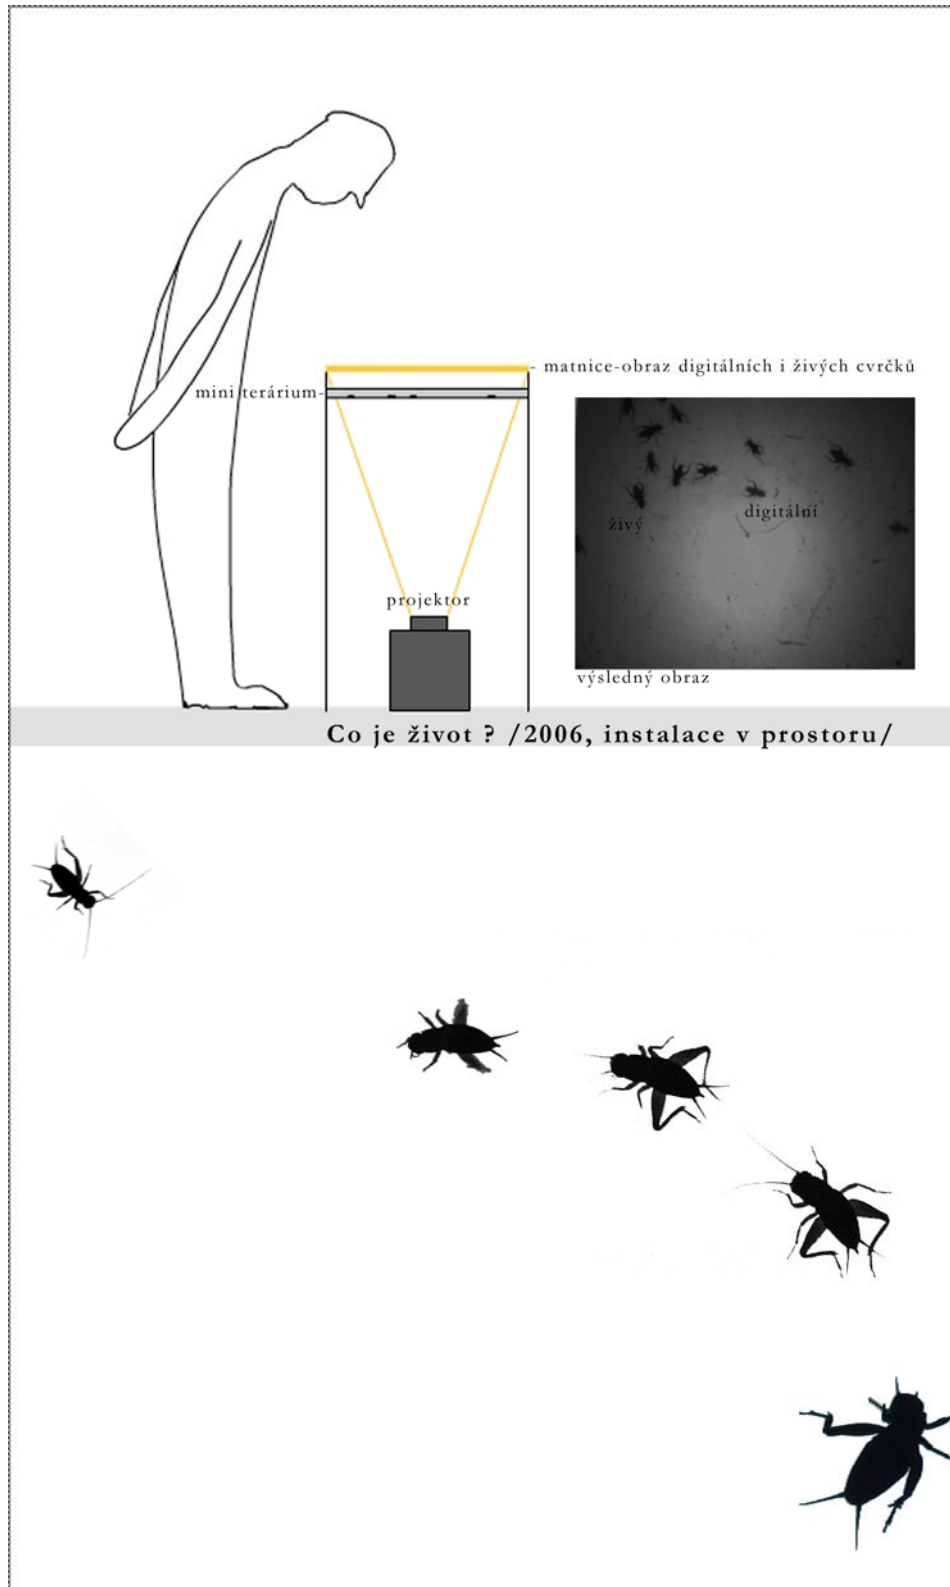 matnice-obraz digitálních i živých cvrčků
mini terárium
živý
digitální
projektor
výsledný obraz
Co je život ? /2006, instalace v prostoru/